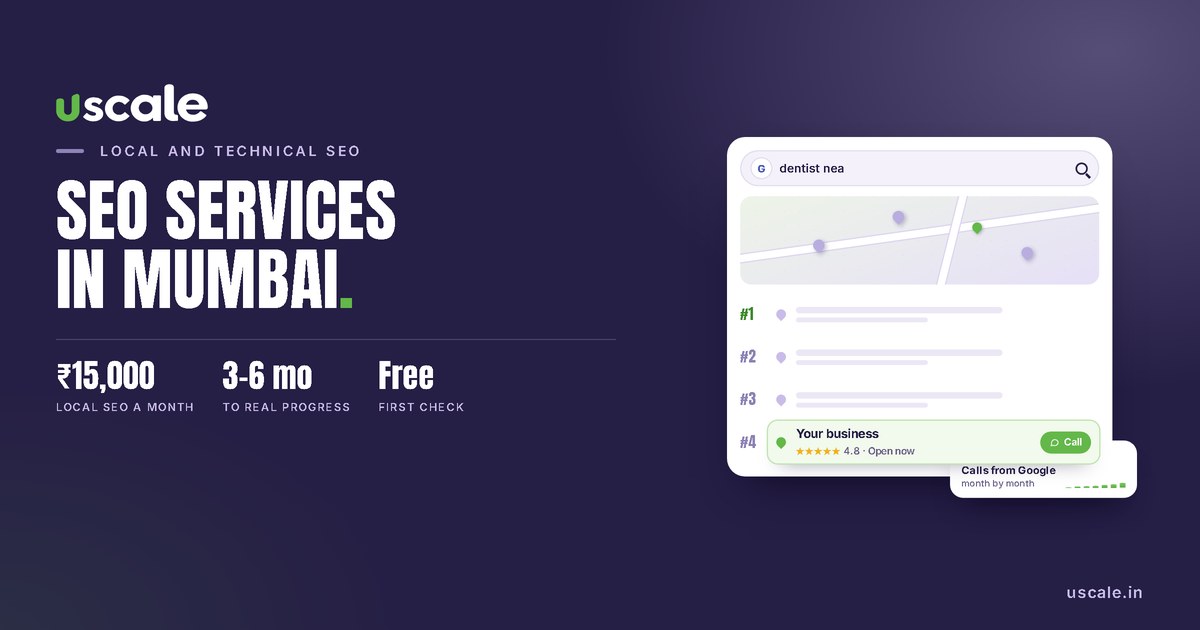 uscale
LOCAL AND TECHNICAL SEO
SEO SERVICES
IN MUMBAI.
₹15,000
LOCAL SEO A MONTH
3-6 mo
TO REAL PROGRESS
Free
FIRST CHECK
G dentist nea
#1
#2
#3
#4
Your business
★★★★★ 4.8 · Open now
Call
Calls from Google
month by month
uscale.in